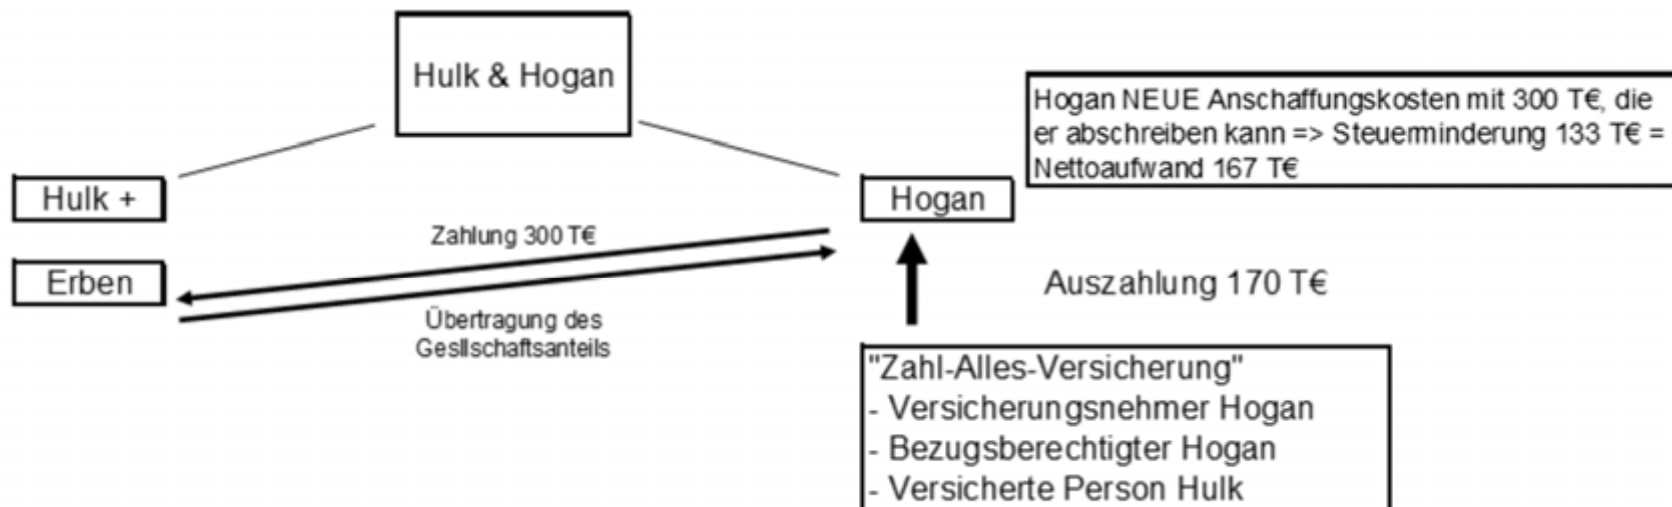 Hulk & Hogan
Hogan NEUE Anschaffungskosten mit 300 T€, die
er abschreiben kann => Steuerminderung 133 T€ =
Nettoaufwand 167 T€
Hulk +
Hogan
Zahlung 300 T€
Erben
Auszahlung 170 T€
Übertragung des
Gesllschaftsanteils
"Zahl-Alles-Versicherung"
- Versicherungsnehmer Hogan
- Bezugsberechtigter Hogan
- Versicherte Person Hulk